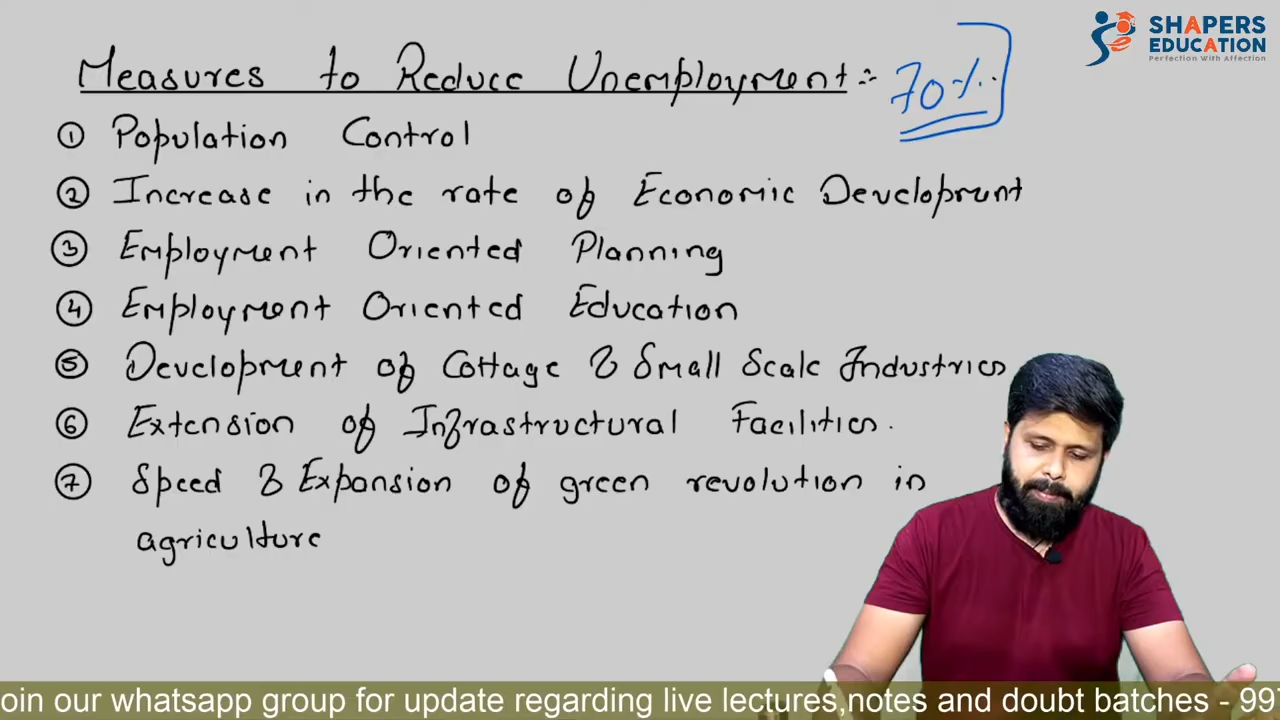 SHAPERS
EDUCATION
Perfection With Affection
Measures to Reduce Unemployment :- 70%
① Population Control
② Increase in the rate of Economic Development
③ Employment Oriented Planning
④ Employment Oriented Education
⑤ Development of Cottage & Small Scale Industries
⑥ Extension of Infrastructural Facilities.
⑦ Speed & Expansion of green revolution in
agriculture
oin our whatsapp group for update regarding live lectures,notes and doubt batches - 997